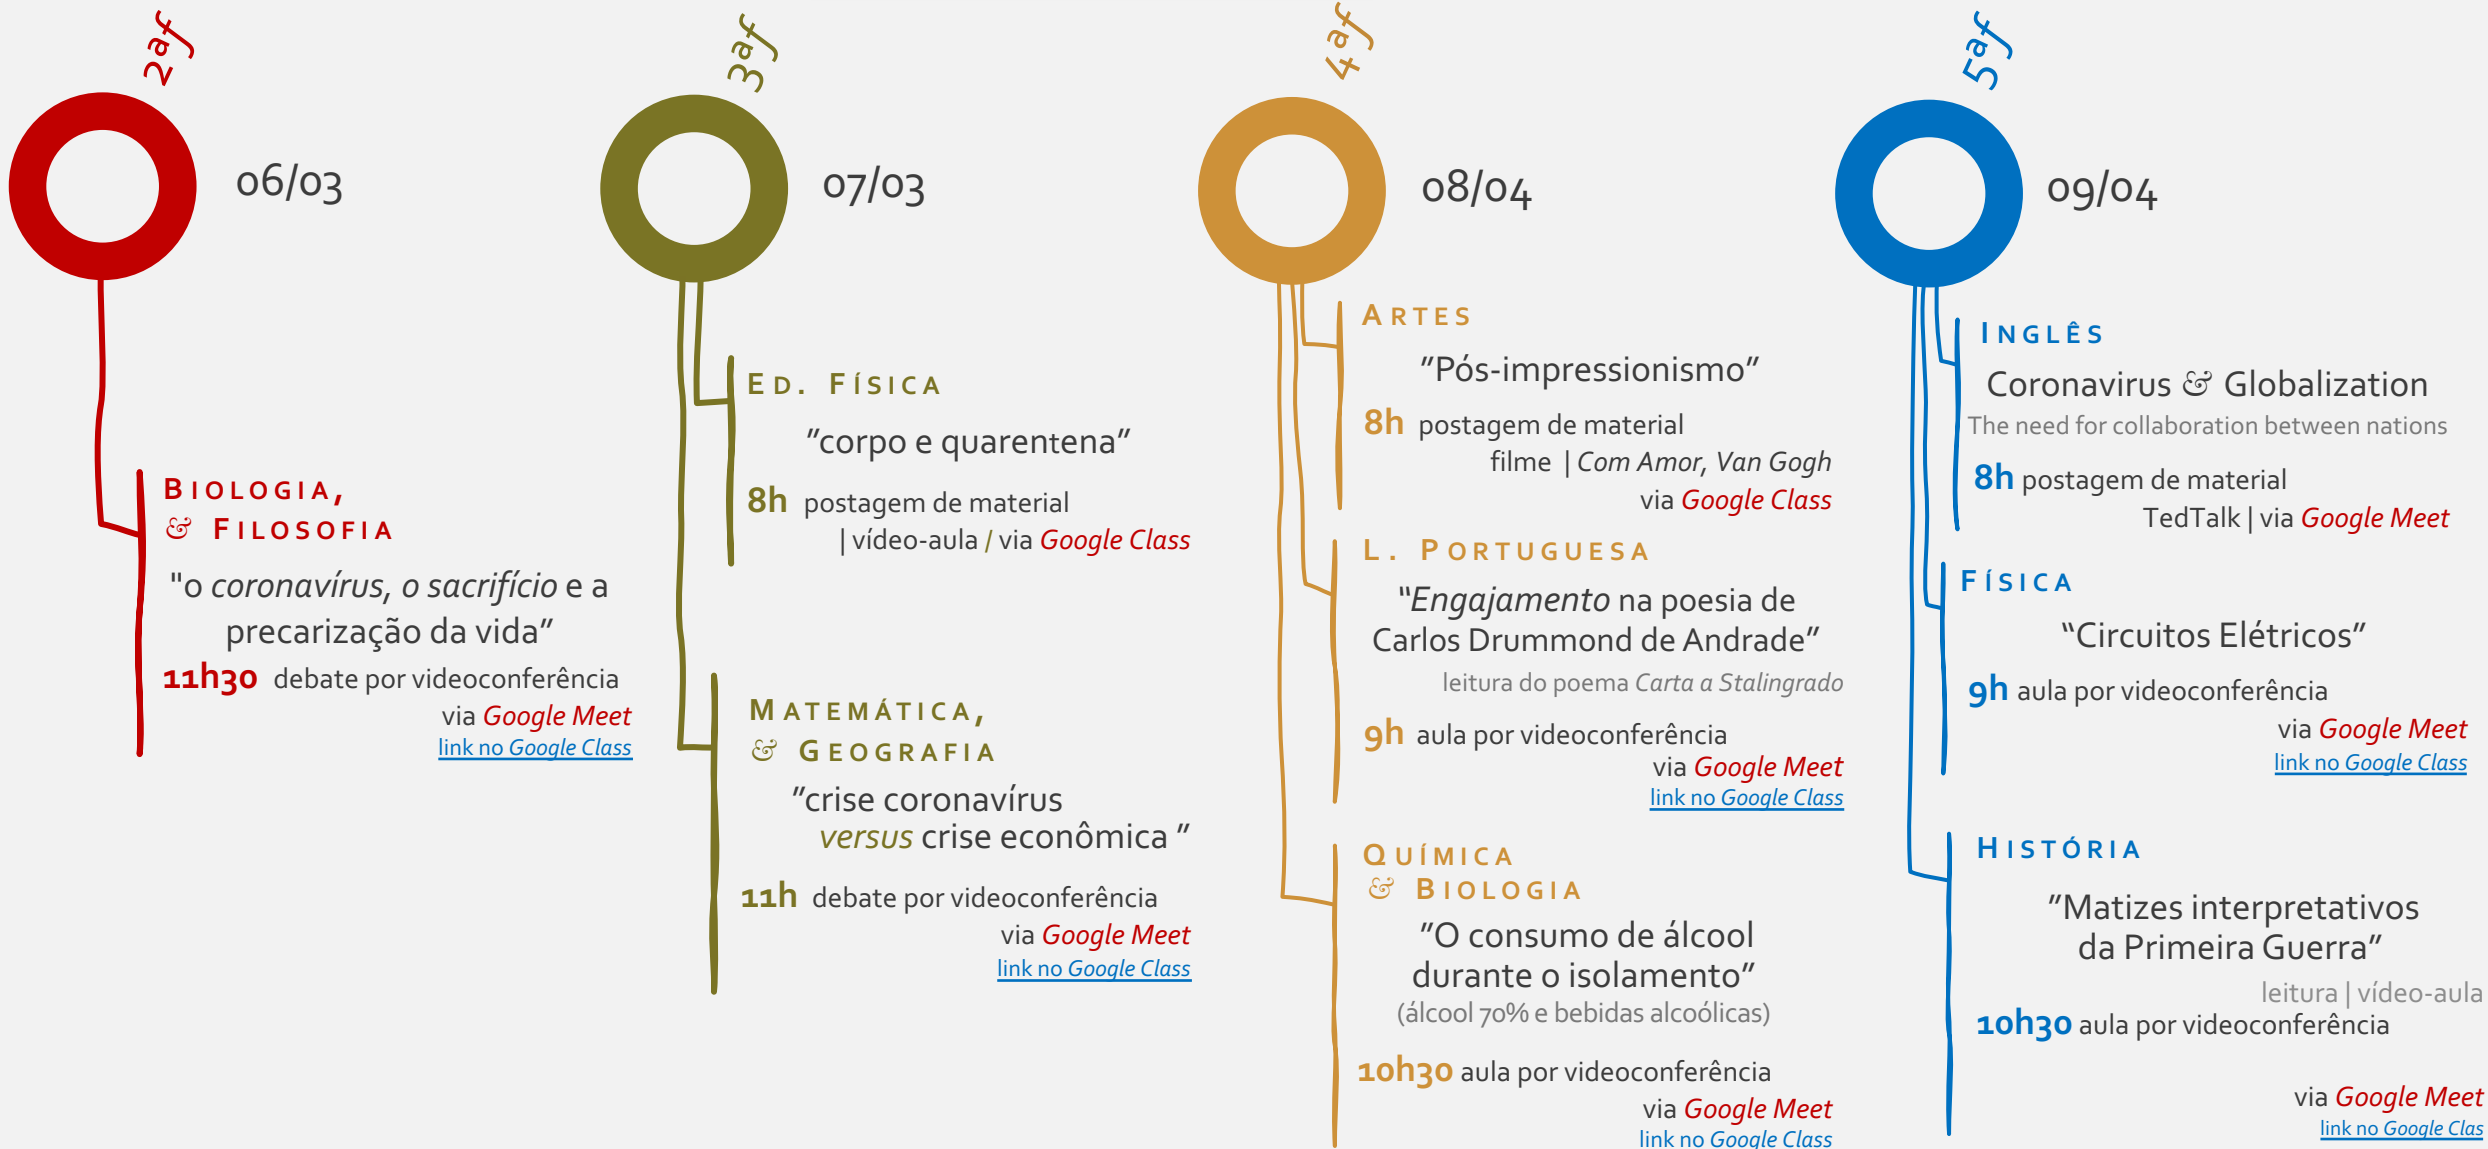 2ªf
06/03
BIOLOGIA,
& FILOSOFIA
"o coronavírus, o sacrifício e a
precarização da vida”
11h30 debate por videoconferência
via Google Meet
link no Google Class
3ªf
07/03
ED. FÍSICA
”corpo e quarentena”
8h postagem de material
| vídeo-aula / via Google Class
MATEMÁTICA,
& GEOGRAFIA
”crise coronavírus
versus crise econômica ”
11h debate por videoconferência
via Google Meet
link no Google Class
4ªf
08/04
ARTES
”Pós-impressionismo”
8h postagem de material
filme | Com Amor, Van Gogh
via Google Class
L. PORTUGUESA
“Engajamento na poesia de
Carlos Drummond de Andrade”
leitura do poema Carta a Stalingrado
9h aula por videoconferência
via Google Meet
link no Google Class
QUÍMICA
& BIOLOGIA
”O consumo de álcool
durante o isolamento”
(álcool 70% e bebidas alcoólicas)
10h30 aula por videoconferência
via Google Meet
link no Google Class
5ªf
09/04
INGLÊS
Coronavirus & Globalization
The need for collaboration between nations
8h postagem de material
TedTalk | via Google Meet
FÍSICA
“Circuitos Elétricos”
9h aula por videoconferência
via Google Meet
link no Google Class
HISTÓRIA
”Matizes interpretativos
da Primeira Guerra”
leitura | vídeo-aula
10h30 aula por videoconferência
via Google Meet
link no Google Clas